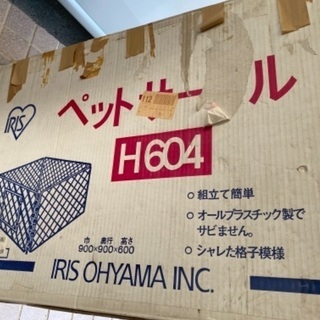 IRIS
ペットサークル
112
H604
巾 奥行 高さ
900×900×600
○ 組立て簡単
○ オールプラスチック製で
サビません。
○ シャレた格子模様
IRIS OHYAMA INC.